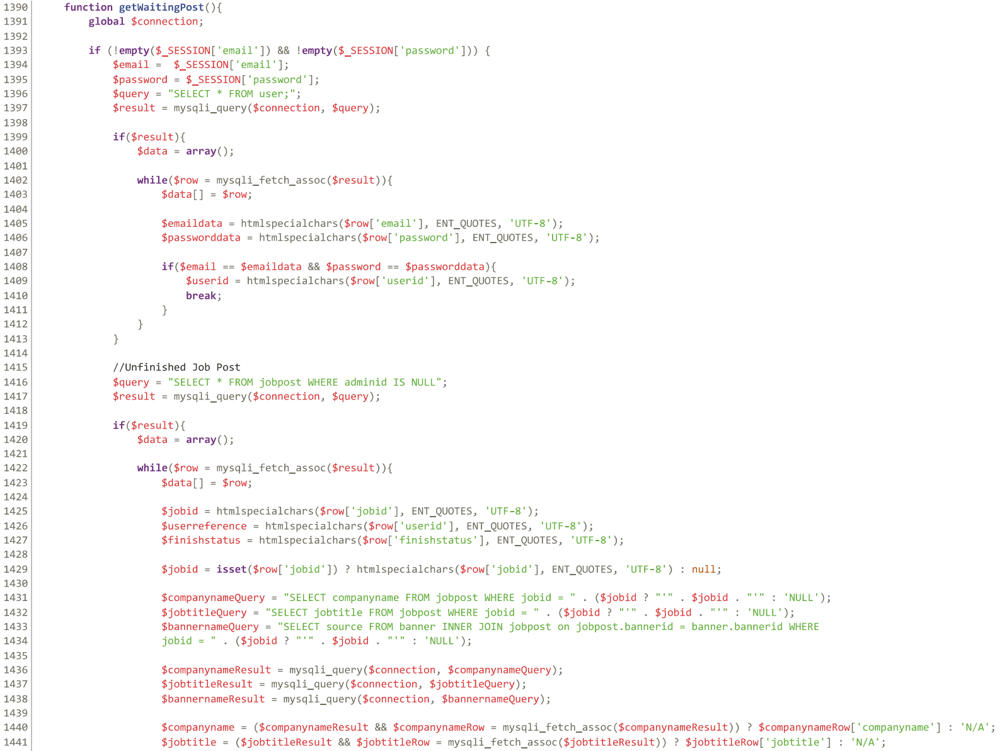 1390     function getWaitingPost(){
1391         global $connection;
1392
1393         if (!empty($_SESSION['email']) && !empty($_SESSION['password'])) {
1394             $email =  $_SESSION['email'];
1395             $password = $_SESSION['password'];
1396             $query = "SELECT * FROM user;";
1397             $result = mysqli_query($connection, $query);
1398
1399             if($result){
1400                 $data = array();
1401
1402                 while($row = mysqli_fetch_assoc($result)){
1403                     $data[] = $row;
1404
1405                     $emaildata = htmlspecialchars($row['email'], ENT_QUOTES, 'UTF-8');
1406                     $passworddata = htmlspecialchars($row['password'], ENT_QUOTES, 'UTF-8');
1407
1408                     if($email == $emaildata && $password == $passworddata){
1409                         $userid = htmlspecialchars($row['userid'], ENT_QUOTES, 'UTF-8');
1410                         break;
1411                     }
1412                 }
1413             }
1414
1415             //Unfinished Job Post
1416             $query = "SELECT * FROM jobpost WHERE adminid IS NULL";
1417             $result = mysqli_query($connection, $query);
1418
1419             if($result){
1420                 $data = array();
1421
1422                 while($row = mysqli_fetch_assoc($result)){
1423                     $data[] = $row;
1424
1425                     $jobid = htmlspecialchars($row['jobid'], ENT_QUOTES, 'UTF-8');
1426                     $userreference = htmlspecialchars($row['userid'], ENT_QUOTES, 'UTF-8');
1427                     $finishstatus = htmlspecialchars($row['finishstatus'], ENT_QUOTES, 'UTF-8');
1428
1429                     $jobid = isset($row['jobid']) ? htmlspecialchars($row['jobid'], ENT_QUOTES, 'UTF-8') : null;
1430
1431                     $companynameQuery = "SELECT companyname FROM jobpost WHERE jobid = " . ($jobid ? "'" . $jobid . "'" : 'NULL');
1432                     $jobtitleQuery = "SELECT jobtitle FROM jobpost WHERE jobid = " . ($jobid ? "'" . $jobid . "'" : 'NULL');
1433                     $bannernameQuery = "SELECT source FROM banner INNER JOIN jobpost on jobpost.bannerid = banner.bannerid WHERE
1434                     jobid = " . ($jobid ? "'" . $jobid . "'" : 'NULL');
1435
1436                     $companynameResult = mysqli_query($connection, $companynameQuery);
1437                     $jobtitleResult = mysqli_query($connection, $jobtitleQuery);
1438                     $bannernameResult = mysqli_query($connection, $bannernameQuery);
1439
1440                     $companyname = ($companynameResult && $companynameRow = mysqli_fetch_assoc($companynameResult)) ? $companynameRow['companyname'] : 'N/A';
1441                     $jobtitle = ($jobtitleResult && $jobtitleRow = mysqli_fetch_assoc($jobtitleResult)) ? $jobtitleRow['jobtitle'] : 'N/A';